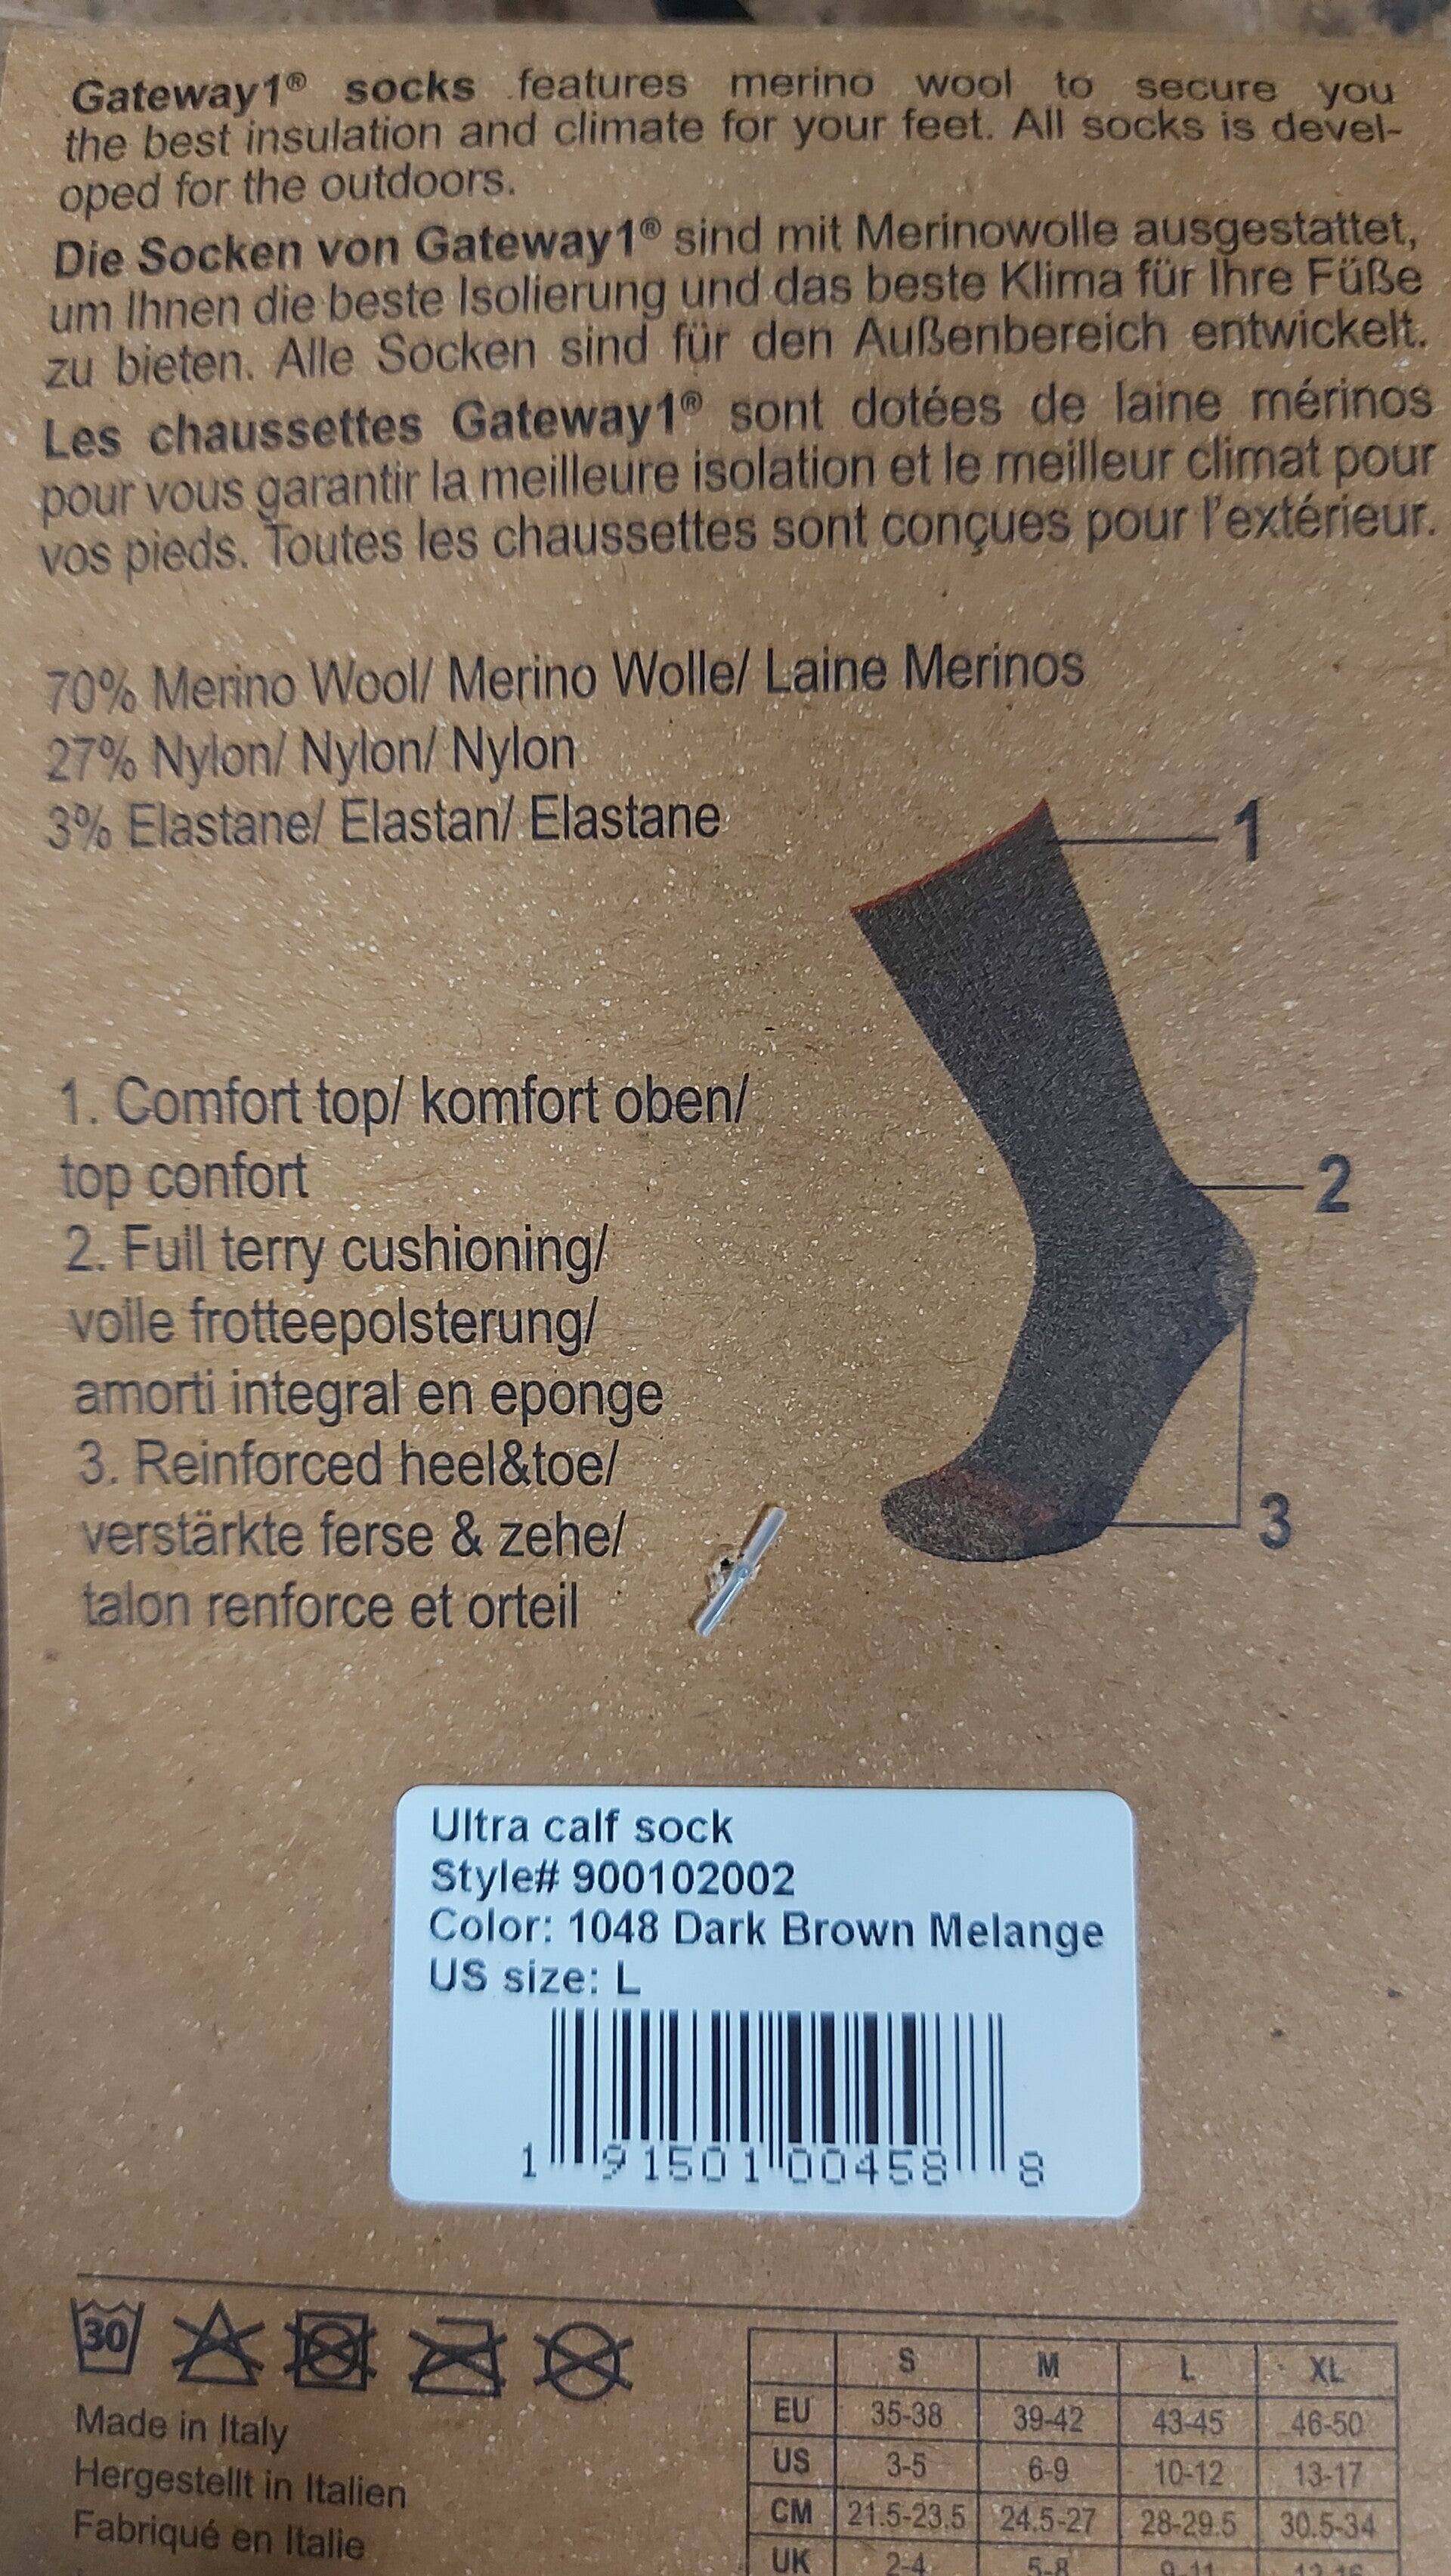 Gateway1® socks features merino wool to secure you
the best insulation and climate for your feet. All socks is devel-
oped for the outdoors.
Die Socken von Gateway1® sind mit Merinowolle ausgestattet,
um Ihnen die beste Isolierung und das beste Klima für Ihre Füße
zu bieten. Alle Socken sind für den Außenbereich entwickelt.
Les chaussettes Gateway1® sont dotées de laine mérinos
pour vous garantir la meilleure isolation et le meilleur climat pour
vos pieds. Toutes les chaussettes sont conçues pour l'extérieur.
70% Merino Wool/ Merino Wolle/ Laine Merinos
27% Nylon/ Nylon/ Nylon
3% Elastane/ Elastan/ Elastane
1
1. Comfort top/ komfort oben/
top confort
2
2. Full terry cushioning/
volle frotteepolsterung/
amorti integral en eponge
3. Reinforced heel&toe/
verstärkte ferse & zehe/
3
talon renforce et orteil
Ultra calf sock
Style# 900102002
Color: 1048 Dark Brown Melange
US size: L
1 91501 00458 8
30
Made in Italy
Hergestellt in Italien
Fabriqué en Italie
S M L XL
EU 35-38 39-42 43-45 46-50
US 3-5 6-9 10-12 13-17
CM 21.5-23.5 24.5-27 28-29.5 30.5-34
UK 2-4 5-8 9-11